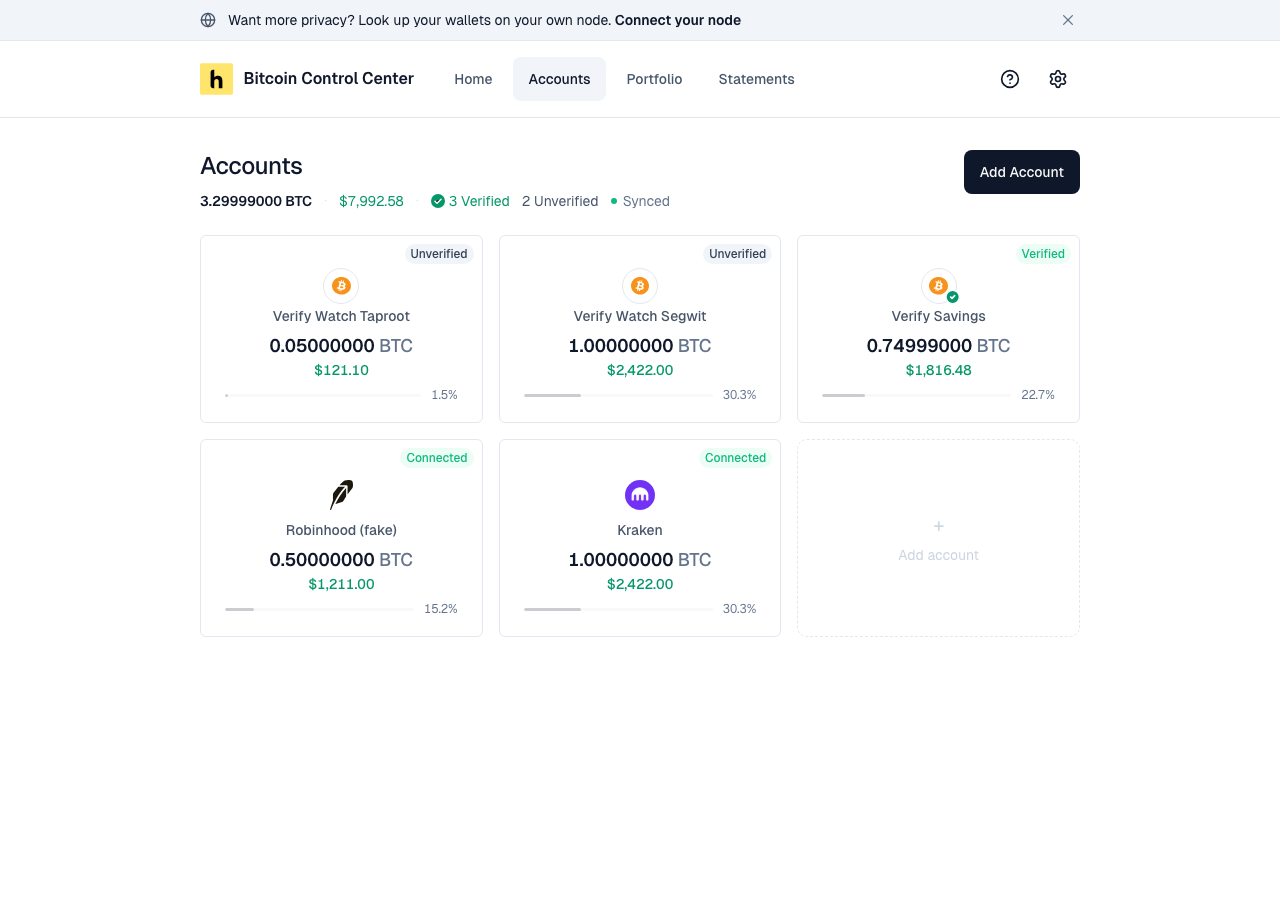 Want more privacy? Look up your wallets on your own node. Connect your node
h Bitcoin Control Center Home Accounts Portfolio Statements
Accounts
Add Account
3.29999000 BTC · $7,992.58 · 3 Verified 2 Unverified Synced
Unverified
Verify Watch Taproot
0.05000000 BTC
$121.10
1.5%
Unverified
Verify Watch Segwit
1.00000000 BTC
$2,422.00
30.3%
Verified
Verify Savings
0.74999000 BTC
$1,816.48
22.7%
Connected
Robinhood (fake)
0.50000000 BTC
$1,211.00
15.2%
Connected
Kraken
1.00000000 BTC
$2,422.00
30.3%
+
Add account